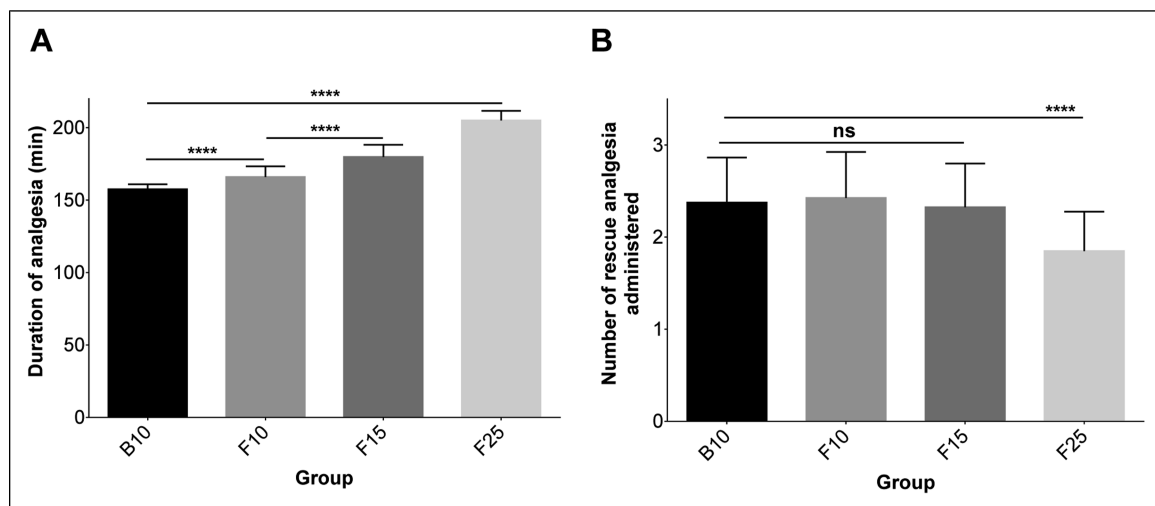 A
Duration of analgesia (min)
200
150
100
50
0
****
****
****
B10
F10
F15
F25
Group
B
Number of rescue analgesia
administered
3
2
1
0
****
ns
B10
F10
F15
F25
Group